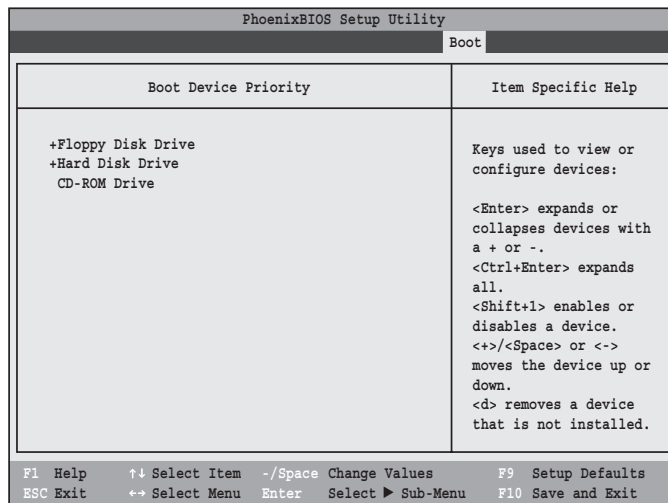 PhoenixBIOS Setup Utility
Boot
Boot Device Priority
+Floppy Disk Drive
+Hard Disk Drive
CD-ROM Drive
Item Specific Help
Keys used to view or
configure devices:
<Enter> expands or
collapses devices with
a + or -.
<Ctrl+Enter> expands
all.
<Shift+1> enables or
disables a device.
<+>/<Space> or <->
moves the device up or
down.
<d> removes a device
that is not installed.
F1 Help ↑↓ Select Item -/Space Change Values F9 Setup Defaults
ESC Exit ←→ Select Menu Enter Select ▶ Sub-Menu F10 Save and Exit